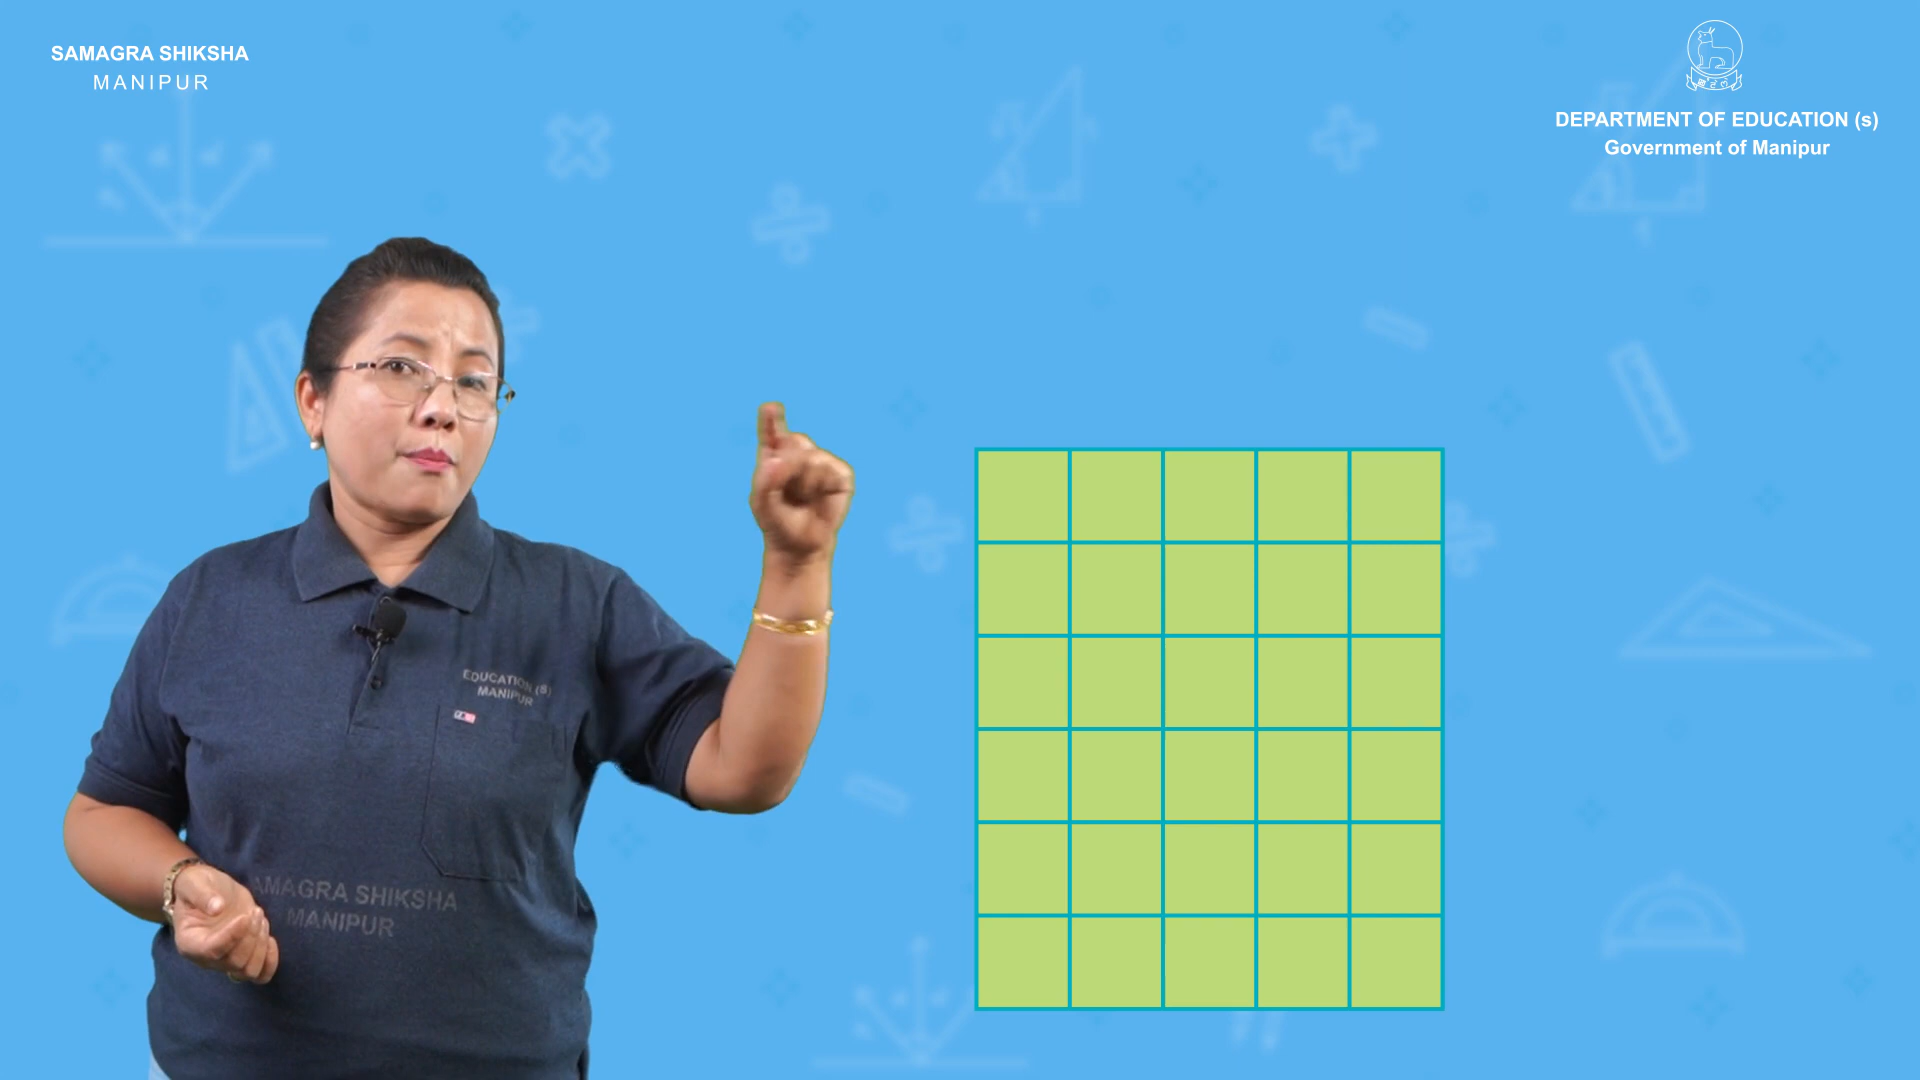 SAMAGRA SHIKSHA
MANIPUR
DEPARTMENT OF EDUCATION (s)
Government of Manipur
EDUCATION (S)
MANIPUR
AMAGRA SHIKSHA
MANIPUR